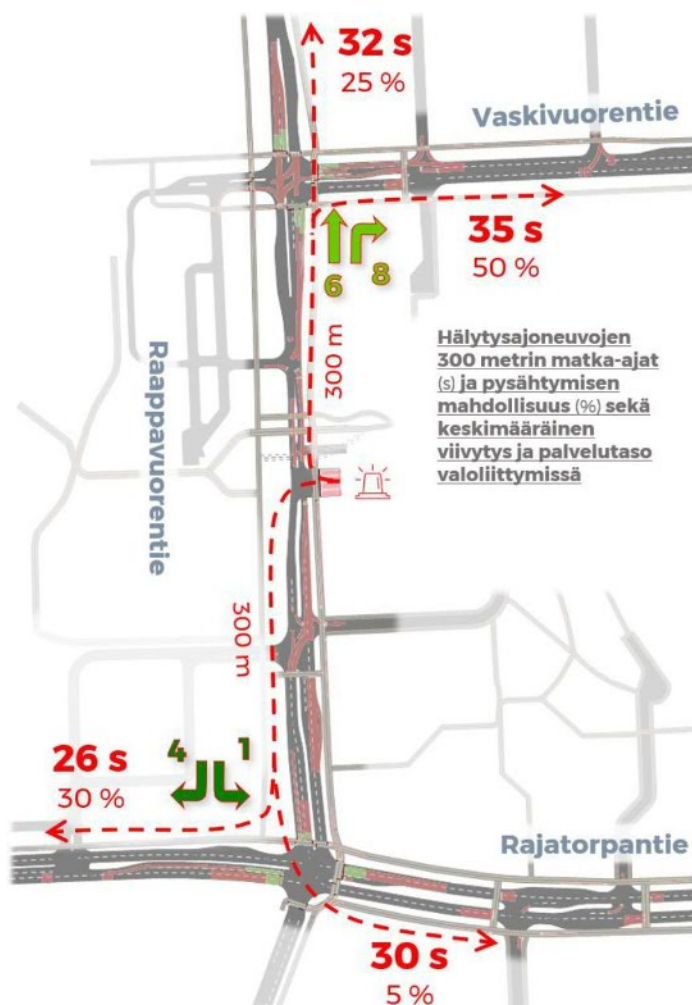 32 s
25 %
Vaskivuorentie
35 s
50 %
6
8
300 m
Hälytysajoneuvojen
300 metrin matka-ajat
(s) ja pysähtymisen
mahdollisuus (%) sekä
keskimääräinen
viivytys ja palvelutaso
valoliittymissä
Raappavuorentie
300 m
4
1
26 s
30 %
Rajatorpantie
30 s
5 %